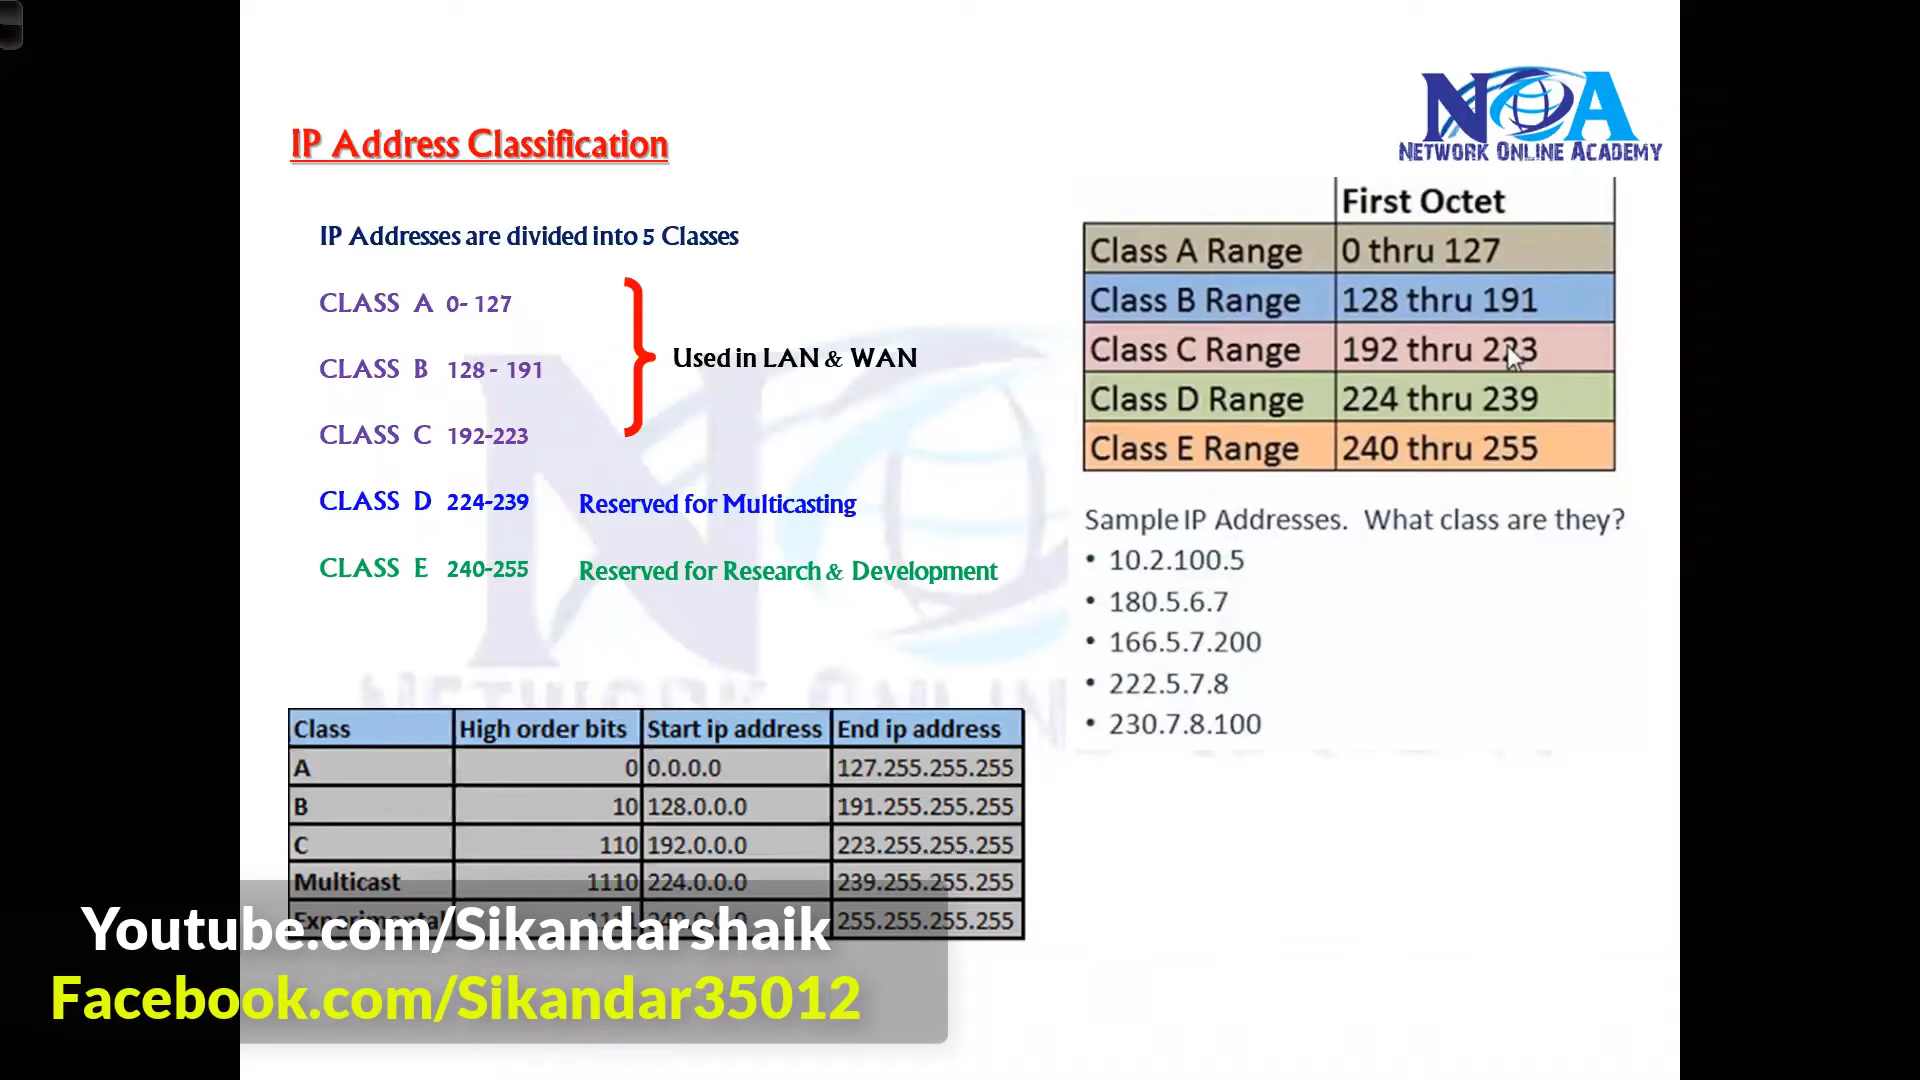 NOA
NETWORK ONLINE ACADEMY
IP Address Classification
IP Addresses are divided into 5 Classes
CLASS A 0- 127
CLASS B 128 - 191
CLASS C 192-223
Used in LAN & WAN
CLASS D 224-239 Reserved for Multicasting
CLASS E 240-255 Reserved for Research & Development
First Octet
Class A Range 0 thru 127
Class B Range 128 thru 191
Class C Range 192 thru 223
Class D Range 224 thru 239
Class E Range 240 thru 255
Sample IP Addresses. What class are they?
• 10.2.100.5
• 180.5.6.7
• 166.5.7.200
• 222.5.7.8
• 230.7.8.100
NETWORK ONLINE
Class High order bits Start ip address End ip address
A 0 0.0.0.0 127.255.255.255
B 10 128.0.0.0 191.255.255.255
C 110 192.0.0.0 223.255.255.255
Multicast 1110 224.0.0.0 239.255.255.255
Experimental 255.255.255.255
Youtube.com/Sikandarshaik
Facebook.com/Sikandar35012